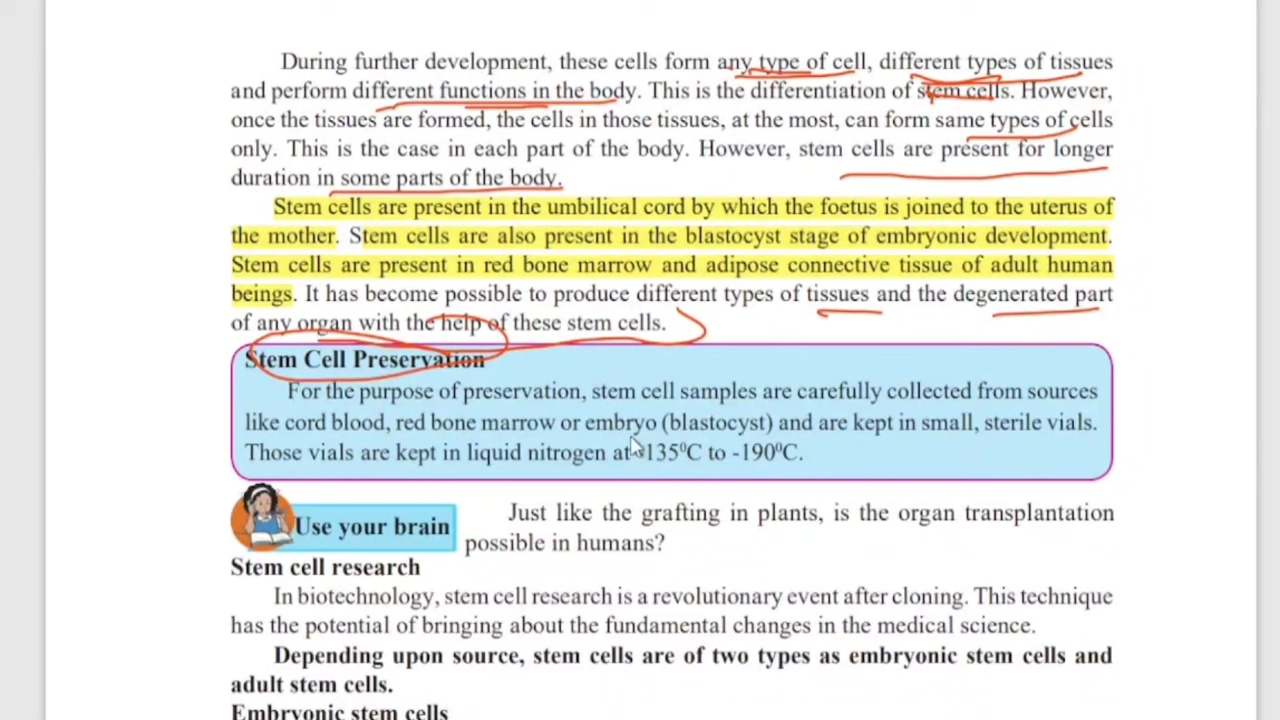 During further development, these cells form any type of cell, different types of tissues
and perform different functions in the body. This is the differentiation of stem cells. However,
once the tissues are formed, the cells in those tissues, at the most, can form same types of cells
only. This is the case in each part of the body. However, stem cells are present for longer
duration in some parts of the body.
Stem cells are present in the umbilical cord by which the foetus is joined to the uterus of
the mother. Stem cells are also present in the blastocyst stage of embryonic development.
Stem cells are present in red bone marrow and adipose connective tissue of adult human
beings. It has become possible to produce different types of tissues and the degenerated part
of any organ with the help of these stem cells.
Stem Cell Preservation
For the purpose of preservation, stem cell samples are carefully collected from sources
like cord blood, red bone marrow or embryo (blastocyst) and are kept in small, sterile vials.
Those vials are kept in liquid nitrogen at -135⁰C to -190⁰C.
Use your brain
Just like the grafting in plants, is the organ transplantation
possible in humans?
Stem cell research
In biotechnology, stem cell research is a revolutionary event after cloning. This technique
has the potential of bringing about the fundamental changes in the medical science.
Depending upon source, stem cells are of two types as embryonic stem cells and
adult stem cells.
Embryonic stem cells